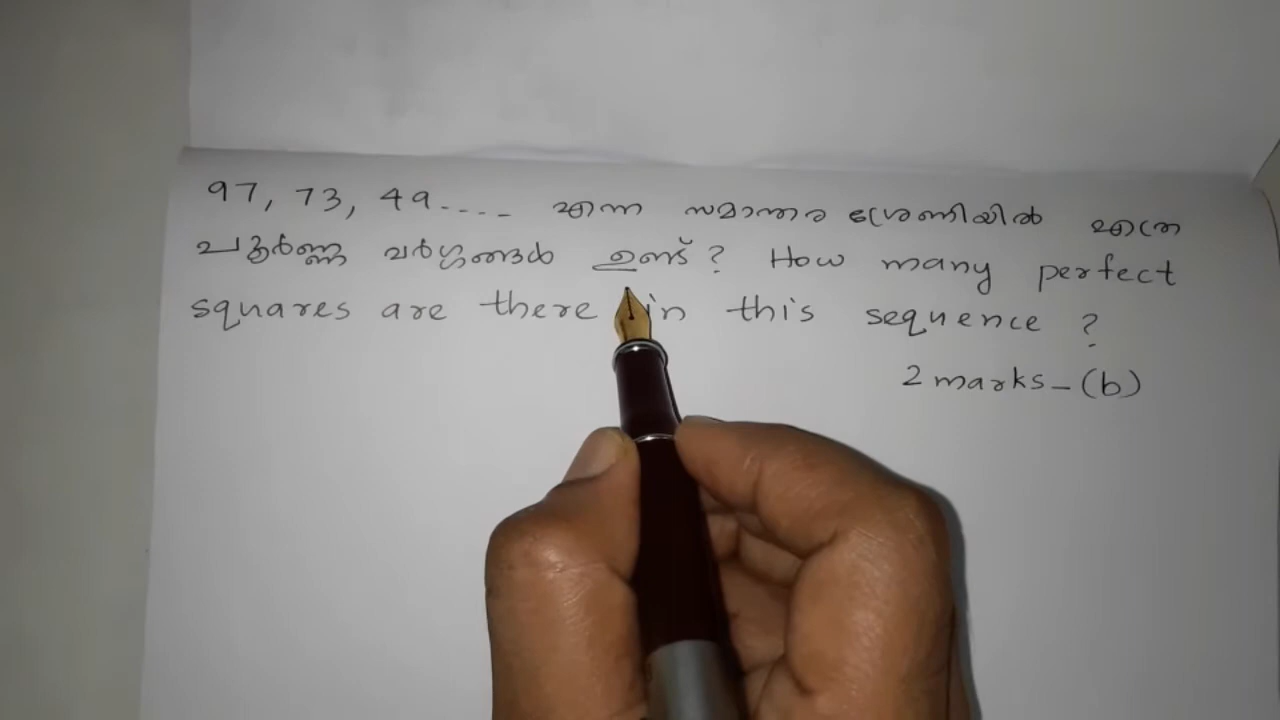 97, 73, 49.... എന്ന സമാന്തര ശ്രേണിയിൽ എത്ര
പൂർണ്ണ വർഗ്ഗങ്ങൾ ഉണ്ട് ? How many perfect
squares are there in this sequence ?
2 marks - (b)